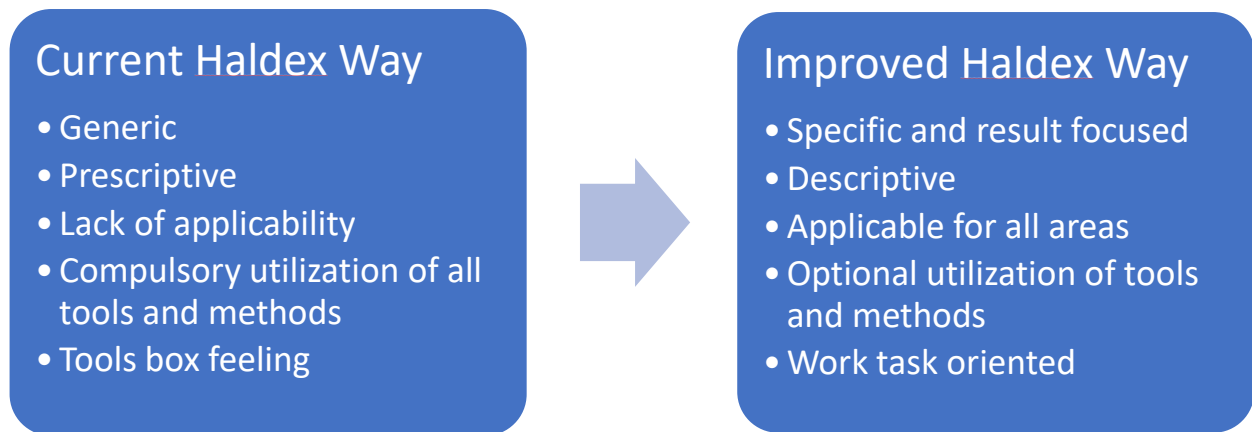 Current Haldex Way
• Generic
• Prescriptive
• Lack of applicability
• Compulsory utilization of all
tools and methods
• Tools box feeling
Improved Haldex Way
• Specific and result focused
• Descriptive
• Applicable for all areas
• Optional utilization of tools
and methods
• Work task oriented